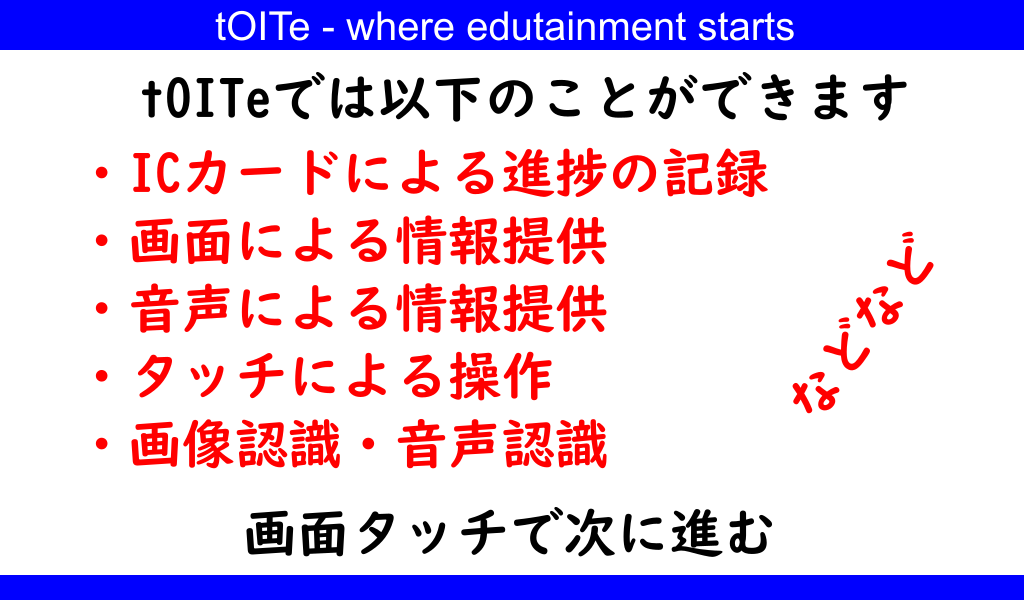 tOITe - where edutainment starts
tOITeでは以下のことができます
・ICカードによる進捗の記録
・画面による情報提供
・音声による情報提供
・タッチによる操作
・画像認識・音声認識
などなど
画面タッチで次に進む